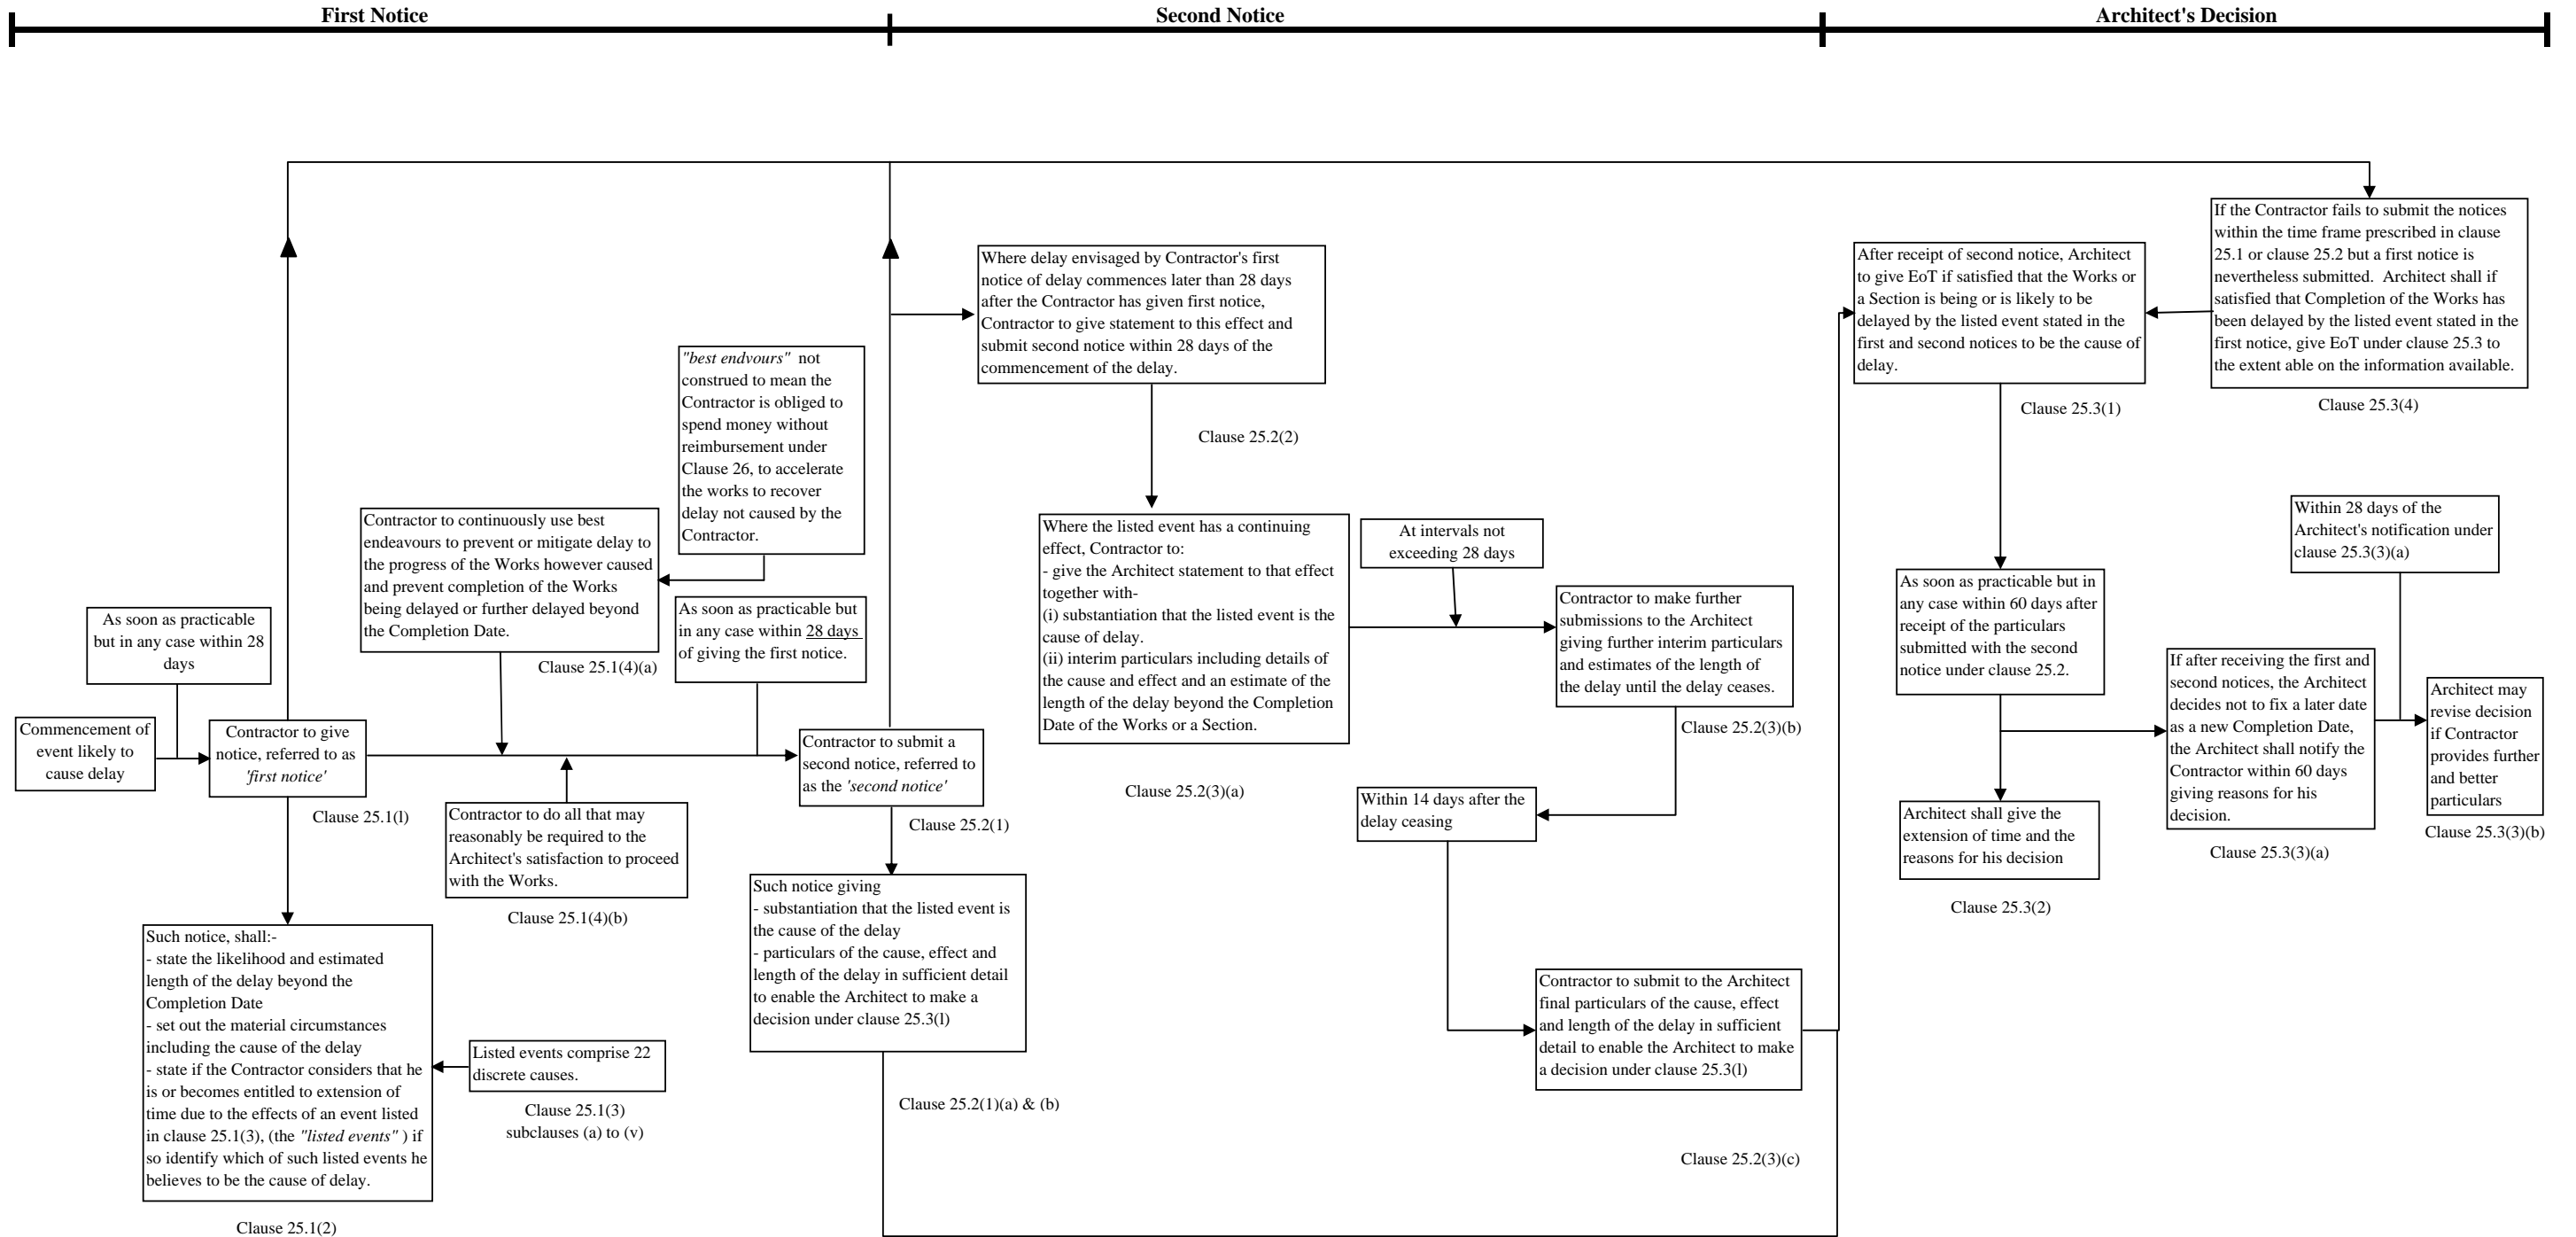 First Notice
Second Notice
Architect's Decision
If the Contractor fails to submit the notices
within the time frame prescribed in clause
25.1 or clause 25.2 but a first notice is
nevertheless submitted.  Architect shall if
satisfied that Completion of the Works has
been delayed by the listed event stated in the
first notice, give EoT under clause 25.3 to
the extent able on the information available.
Clause 25.3(4)
After receipt of second notice, Architect
to give EoT if satisfied that the Works or
a Section is being or is likely to be
delayed by the listed event stated in the
first and second notices to be the cause of
delay.
Clause 25.3(1)
Where delay envisaged by Contractor's first
notice of delay commences later than 28 days
after the Contractor has given first notice,
Contractor to give statement to this effect and
submit second notice within 28 days of the
commencement of the delay.
Clause 25.2(2)
"best endvours"  not
construed to mean the
Contractor is obliged to
spend money without
reimbursement under
Clause 26, to accelerate
the works to recover
delay not caused by the
Contractor.
Contractor to continuously use best
endeavours to prevent or mitigate delay to
the progress of the Works however caused
and prevent completion of the Works
being delayed or further delayed beyond
the Completion Date.
Clause 25.1(4)(a)
As soon as practicable but
in any case within 28 days
of giving the first notice.
As soon as practicable
but in any case within 28
days
Commencement of
event likely to
cause delay
Contractor to give
notice, referred to as
'first notice'
Clause 25.1(l)
Contractor to do all that may
reasonably be required to the
Architect's satisfaction to proceed
with the Works.
Clause 25.1(4)(b)
Contractor to submit a
second notice, referred to
as the 'second notice'
Clause 25.2(1)
Such notice giving
- substantiation that the listed event is
the cause of the delay
- particulars of the cause, effect and
length of the delay in sufficient detail
to enable the Architect to make a
decision under clause 25.3(l)
Clause 25.2(1)(a) & (b)
Such notice, shall:-
- state the likelihood and estimated
length of the delay beyond the
Completion Date
- set out the material circumstances
including the cause of the delay
- state if the Contractor considers that he
is or becomes entitled to extension of
time due to the effects of an event listed
in clause 25.1(3), (the "listed events" ) if
so identify which of such listed events he
believes to be the cause of delay.
Clause 25.1(2)
Listed events comprise 22
discrete causes.
Clause 25.1(3)
subclauses (a) to (v)
Where the listed event has a continuing
effect, Contractor to:
- give the Architect statement to that effect
together with-
(i) substantiation that the listed event is the
cause of delay.
(ii) interim particulars including details of
the cause and effect and an estimate of the
length of the delay beyond the Completion
Date of the Works or a Section.
Clause 25.2(3)(a)
At intervals not
exceeding 28 days
Contractor to make further
submissions to the Architect
giving further interim particulars
and estimates of the length of
the delay until the delay ceases.
Clause 25.2(3)(b)
Within 14 days after the
delay ceasing
Contractor to submit to the Architect
final particulars of the cause, effect
and length of the delay in sufficient
detail to enable the Architect to make
a decision under clause 25.3(l)
Clause 25.2(3)(c)
As soon as practicable but in
any case within 60 days after
receipt of the particulars
submitted with the second
notice under clause 25.2.
Architect shall give the
extension of time and the
reasons for his decision
Clause 25.3(2)
Within 28 days of the
Architect's notification under
clause 25.3(3)(a)
If after receiving the first and
second notices, the Architect
decides not to fix a later date
as a new Completion Date,
the Architect shall notify the
Contractor within 60 days
giving reasons for his
decision.
Clause 25.3(3)(a)
Architect may
revise decision
if Contractor
provides further
and better
particulars
Clause 25.3(3)(b)